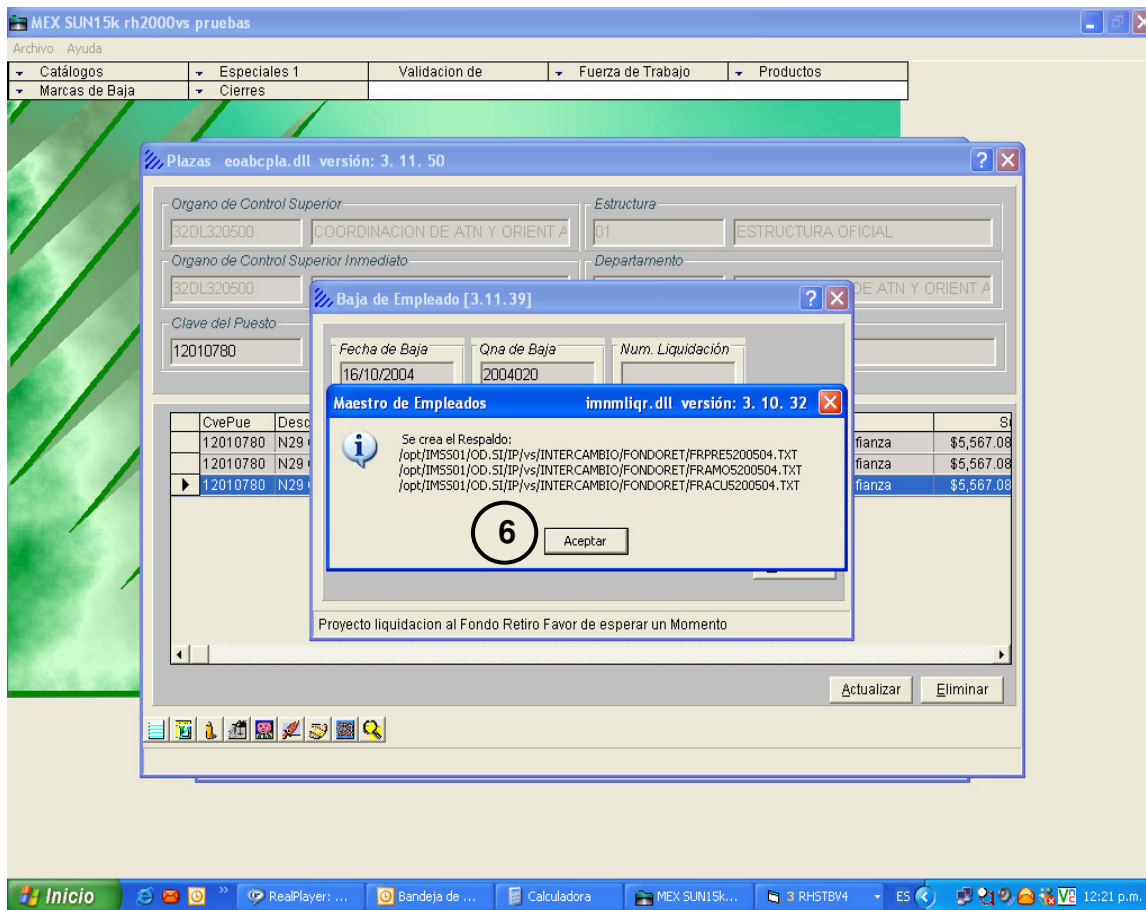 MEX SUN15k rh2000vs pruebas
Archivo Ayuda
Catálogos Especiales 1 Validacion de Fuerza de Trabajo Productos
Marcas de Baja Cierres
Plazas eoabcpla.dll versión: 3. 11. 50
Organo de Control Superior Estructura
32DL320500 COORDINACION DE ATN Y ORIENT A 01 ESTRUCTURA OFICIAL
Organo de Control Superior Inmediato Departamento
32DL320500 DE ATN Y ORIENT A
Baja de Empleado [3.11.39]
Clave del Puesto
12010780
Fecha de Baja Qna de Baja Num. Liquidación
16/10/2004 2004020
Maestro de Empleados imnmliqr.dll versión: 3. 10. 32
Se crea el Respaldo:
/opt/IMSS01/OD.SI/IP/vs/INTERCAMBIO/FONDORET/FRPRE5200504.TXT
/opt/IMSS01/OD.SI/IP/vs/INTERCAMBIO/FONDORET/FRAMO5200504.TXT
/opt/IMSS01/OD.SI/IP/vs/INTERCAMBIO/FONDORET/FRACU5200504.TXT
6 Aceptar
CvePue Desc
12010780 N29 fianza $5,567.08
12010780 N29 fianza $5,567.08
12010780 N29 fianza $5,567.08
Proyecto liquidacion al Fondo Retiro Favor de esperar un Momento
Actualizar Eliminar
Inicio RealPlayer: ... Bandeja de ... Calculadora MEX SUN15k... 3 RHSTBV4 ES 12:21 p.m.